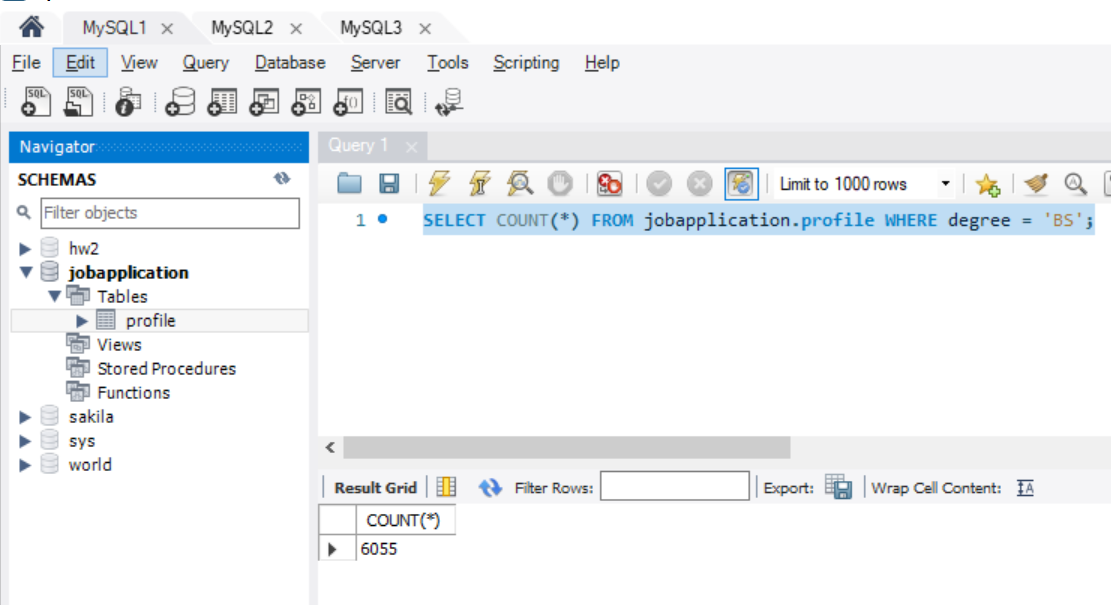 MySQL1 × MySQL2 × MySQL3 ×
File Edit View Query Database Server Tools Scripting Help
SQL SQL
Navigator
SCHEMAS
Filter objects
hw2
jobapplication
Tables
profile
Views
Stored Procedures
Functions
sakila
sys
world
Query 1 ×
Limit to 1000 rows
1 SELECT COUNT(*) FROM jobapplication.profile WHERE degree = 'BS';
Result Grid Filter Rows: Export: Wrap Cell Content: IA
COUNT(*)
6055